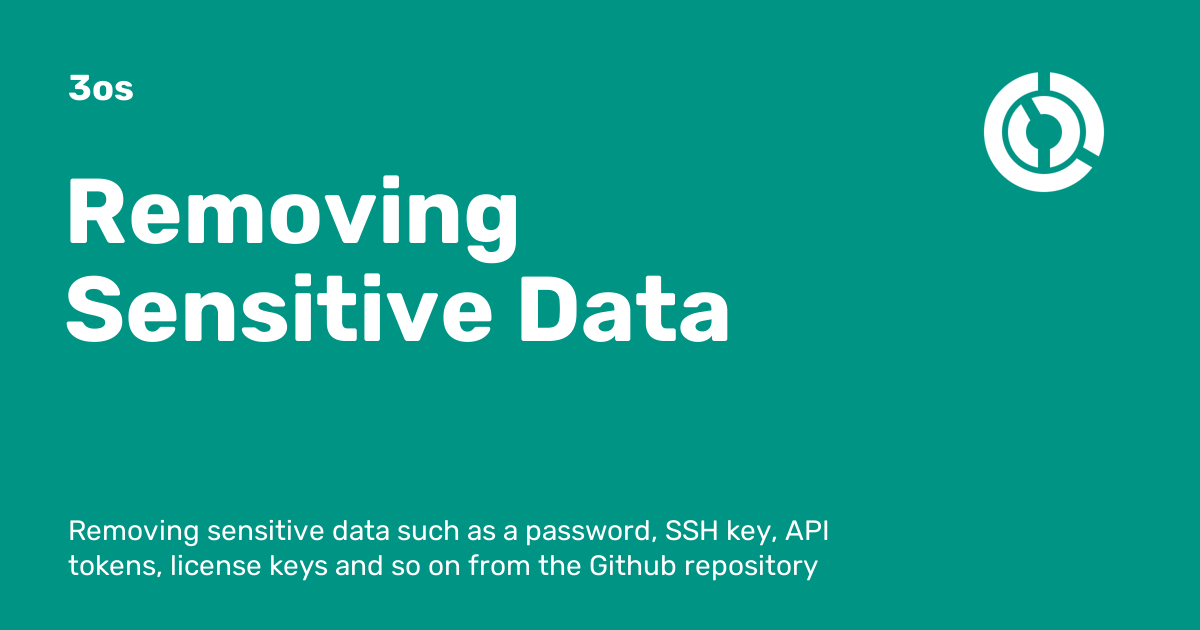 3os
Removing
Sensitive Data
Removing sensitive data such as a password, SSH key, API
tokens, license keys and so on from the Github repository